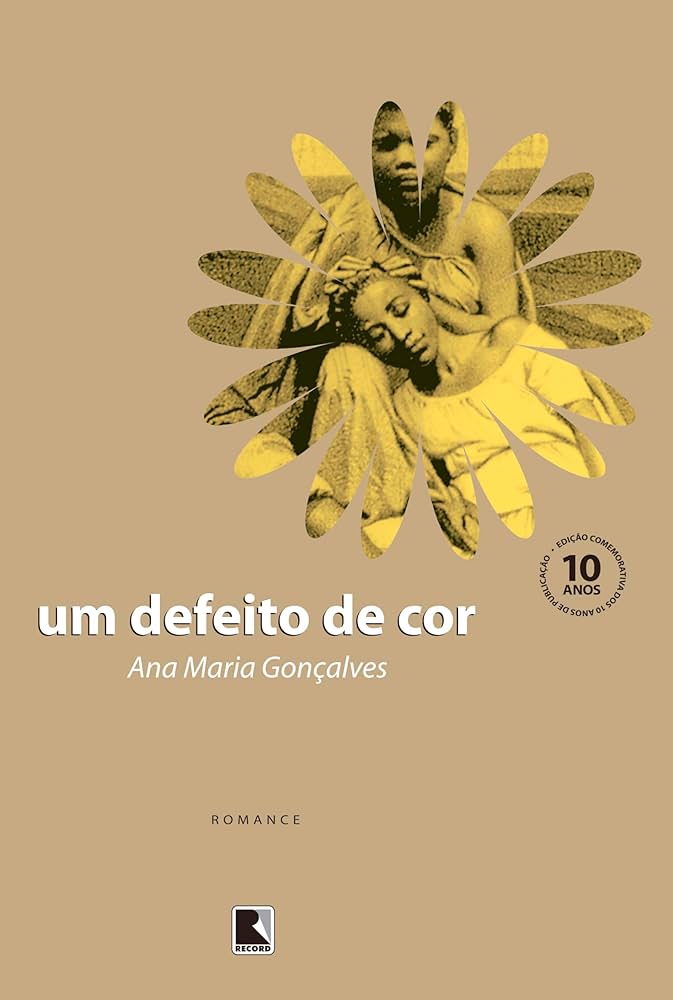 EDIÇÃO COMEMORATIVA DOS 10 ANOS DE PUBLICAÇÃO •
10
ANOS
um defeito de cor
Ana Maria Gonçalves
ROMANCE
R
RECORD